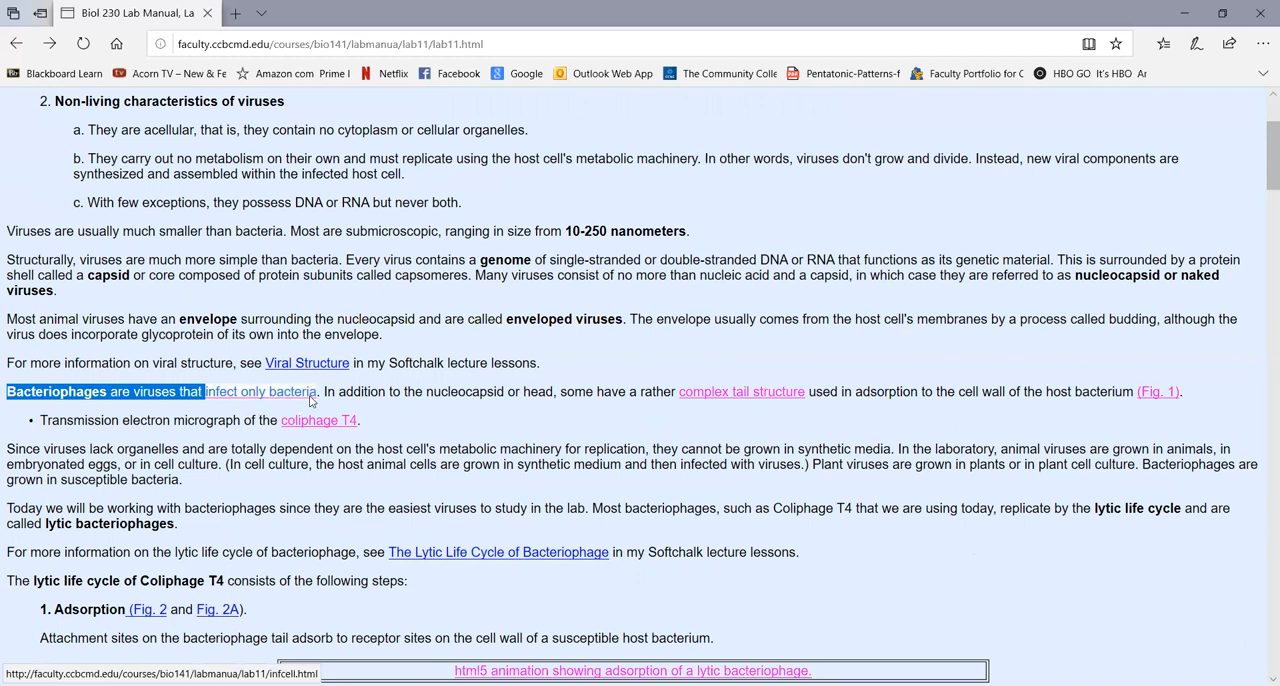 Biol 230 Lab Manual, La
faculty.ccbcmd.edu/courses/bio141/labmanua/lab11/lab11.html
Blackboard Learn Acorn TV – New & Fe Amazon com Prime I Netflix Facebook Google Outlook Web App The Community Colle Pentatonic-Patterns-f Faculty Portfolio for C HBO GO It's HBO Ar
2. Non-living characteristics of viruses
a. They are acellular, that is, they contain no cytoplasm or cellular organelles.
b. They carry out no metabolism on their own and must replicate using the host cell's metabolic machinery. In other words, viruses don't grow and divide. Instead, new viral components are
synthesized and assembled within the infected host cell.
c. With few exceptions, they possess DNA or RNA but never both.
Viruses are usually much smaller than bacteria. Most are submicroscopic, ranging in size from 10-250 nanometers.
Structurally, viruses are much more simple than bacteria. Every virus contains a genome of single-stranded or double-stranded DNA or RNA that functions as its genetic material. This is surrounded by a protein
shell called a capsid or core composed of protein subunits called capsomeres. Many viruses consist of no more than nucleic acid and a capsid, in which case they are referred to as nucleocapsid or naked
viruses.
Most animal viruses have an envelope surrounding the nucleocapsid and are called enveloped viruses. The envelope usually comes from the host cell's membranes by a process called budding, although the
virus does incorporate glycoprotein of its own into the envelope.
For more information on viral structure, see Viral Structure in my Softchalk lecture lessons.
Bacteriophages are viruses that infect only bacteria. In addition to the nucleocapsid or head, some have a rather complex tail structure used in adsorption to the cell wall of the host bacterium (Fig. 1).
• Transmission electron micrograph of the coliphage T4.
Since viruses lack organelles and are totally dependent on the host cell's metabolic machinery for replication, they cannot be grown in synthetic media. In the laboratory, animal viruses are grown in animals, in
embryonated eggs, or in cell culture. (In cell culture, the host animal cells are grown in synthetic medium and then infected with viruses.) Plant viruses are grown in plants or in plant cell culture. Bacteriophages are
grown in susceptible bacteria.
Today we will be working with bacteriophages since they are the easiest viruses to study in the lab. Most bacteriophages, such as Coliphage T4 that we are using today, replicate by the lytic life cycle and are
called lytic bacteriophages.
For more information on the lytic life cycle of bacteriophage, see The Lytic Life Cycle of Bacteriophage in my Softchalk lecture lessons.
The lytic life cycle of Coliphage T4 consists of the following steps:
1. Adsorption (Fig. 2 and Fig. 2A).
Attachment sites on the bacteriophage tail adsorb to receptor sites on the cell wall of a susceptible host bacterium.
html5 animation showing adsorption of a lytic bacteriophage.
http://faculty.ccbcmd.edu/courses/bio141/labmanua/lab11/infcell.html